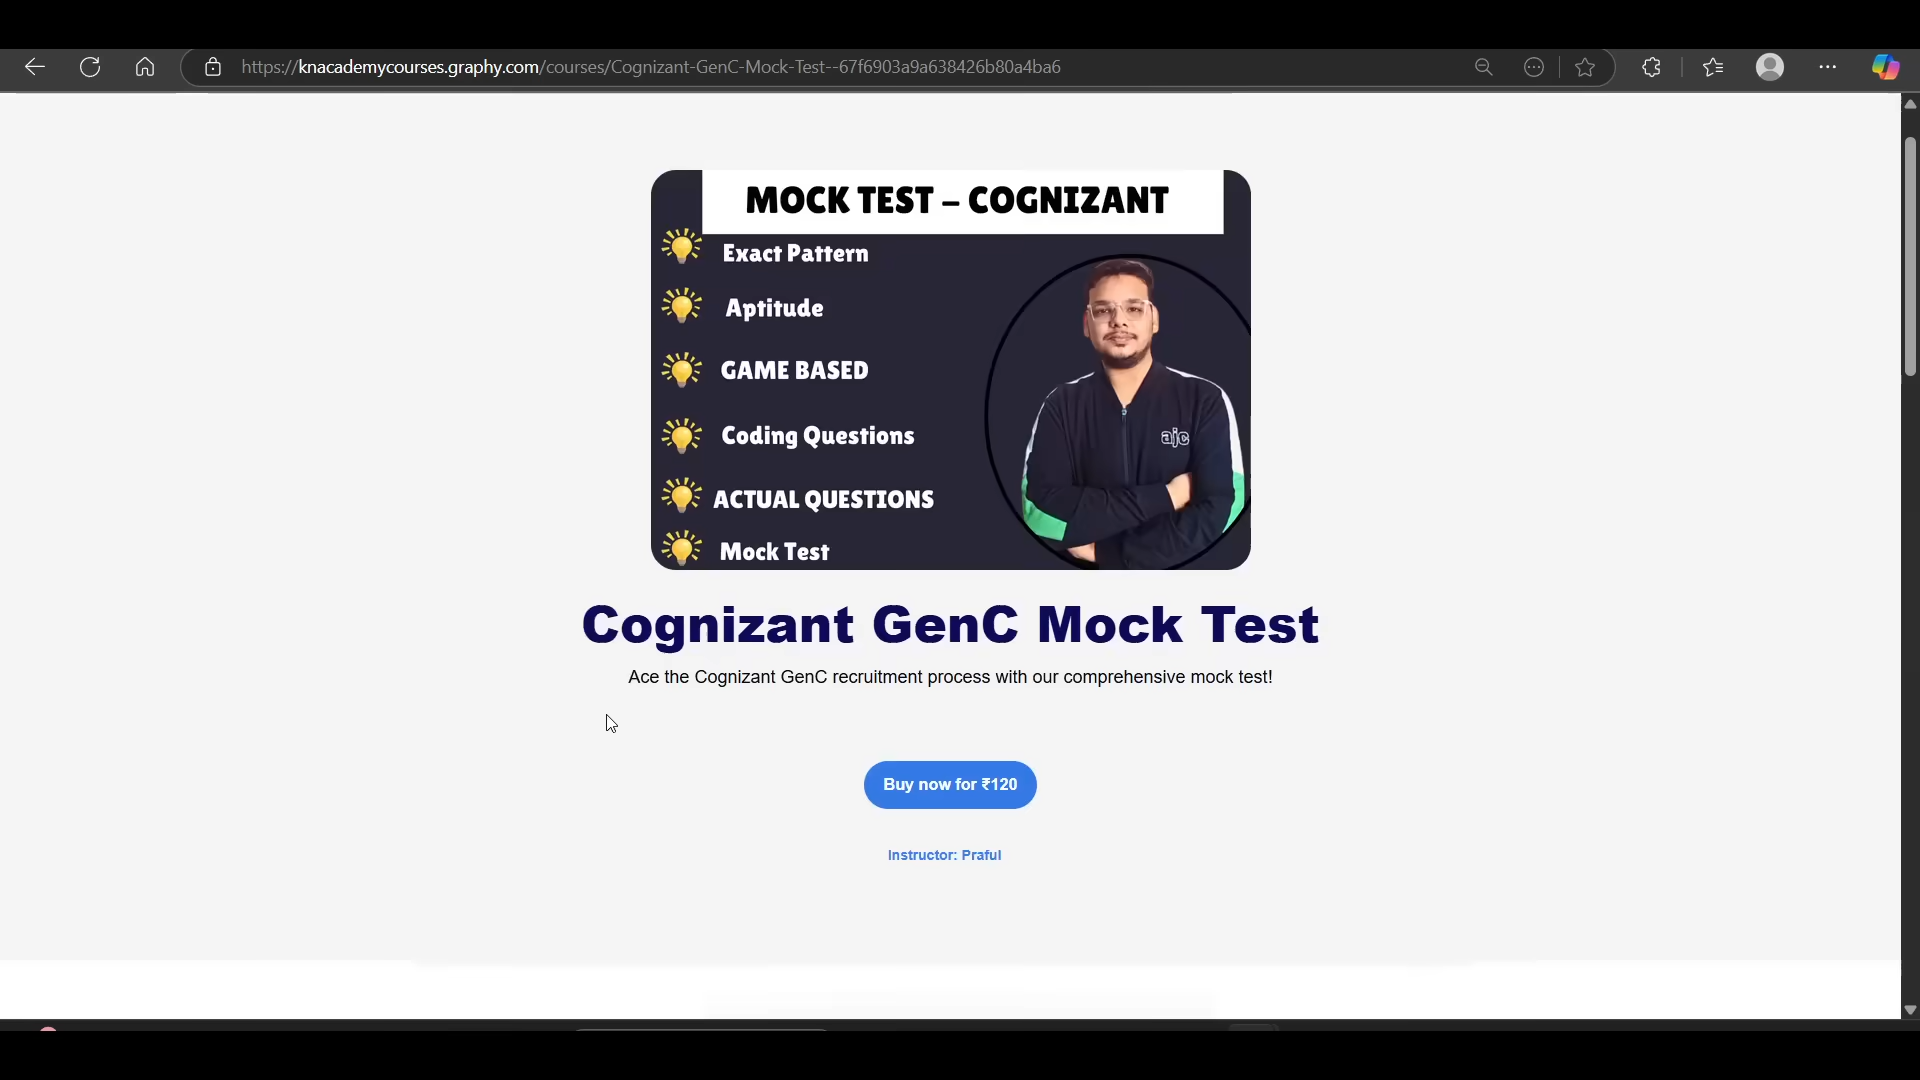 https://knacademycourses.graphy.com/courses/Cognizant-GenC-Mock-Test--67f6903a9a638426b80a4ba6
MOCK TEST – COGNIZANT
Exact Pattern
Aptitude
GAME BASED
Coding Questions
ajc
ACTUAL QUESTIONS
Mock Test
Cognizant GenC Mock Test
Ace the Cognizant GenC recruitment process with our comprehensive mock test!
Buy now for ₹120
Instructor: Praful